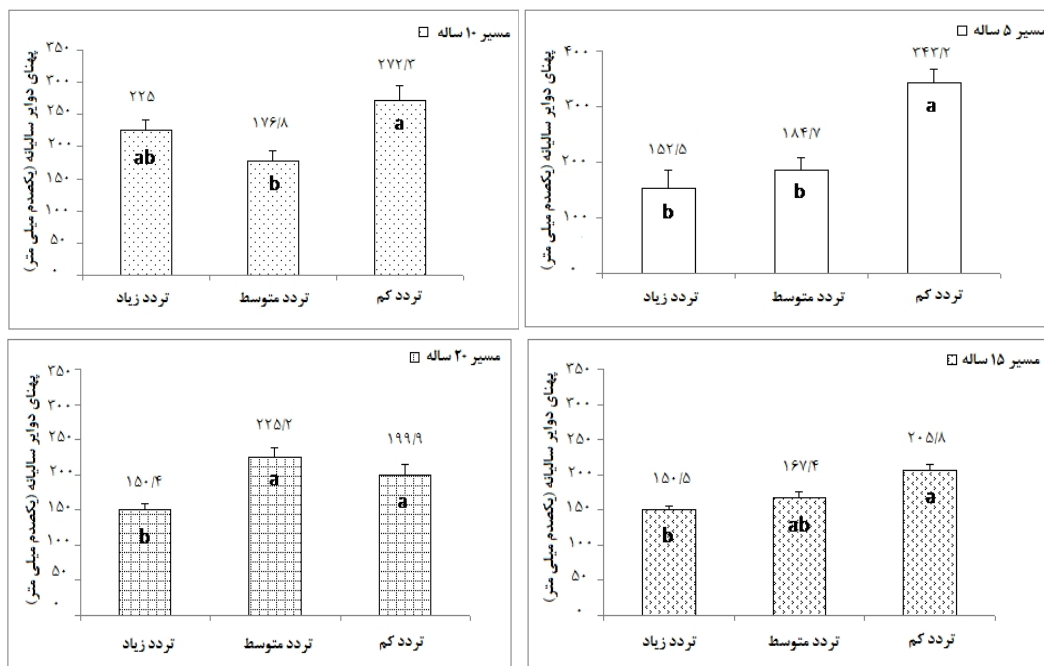 مسیر ۵ ساله
پهنای دوایر سالیانه (یکصدم میلی متر)
۴۰۰
۳۰۰
۲۰۰
۱۰۰
۰
۳۴۳/۲
۱۸۴/۷
۱۵۲/۵
a
b
b
تردد کم
تردد متوسط
تردد زیاد
مسیر ۱۰ ساله
پهنای دوایر سالیانه (یکصدم میلی متر)
۳۵۰
۳۰۰
۲۵۰
۲۰۰
۱۵۰
۱۰۰
۵۰
۰
۲۷۲/۳
۱۷۶/۸
۲۲۵
a
b
ab
تردد کم
تردد متوسط
تردد زیاد
مسیر ۱۵ ساله
پهنای دوایر سالیانه (یکصدم میلی متر)
۳۵۰
۳۰۰
۲۵۰
۲۰۰
۱۵۰
۱۰۰
۵۰
۰
۲۰۵/۸
۱۶۷/۴
۱۵۰/۵
a
ab
b
تردد کم
تردد متوسط
تردد زیاد
مسیر ۲۰ ساله
پهنای دوایر سالیانه (یکصدم میلی متر)
۳۵۰
۳۰۰
۲۵۰
۲۰۰
۱۵۰
۱۰۰
۵۰
۰
۱۹۹/۹
۲۲۵/۲
۱۵۰/۴
a
a
b
تردد کم
تردد متوسط
تردد زیاد